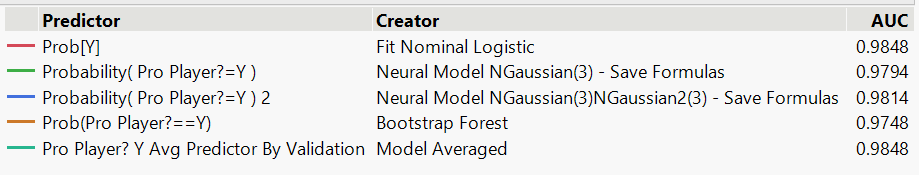 Predictor Creator AUC
Prob[Y] Fit Nominal Logistic 0.9848
Probability( Pro Player?=Y ) Neural Model NGaussian(3) - Save Formulas 0.9794
Probability( Pro Player?=Y ) 2 Neural Model NGaussian(3)NGaussian2(3) - Save Formulas 0.9814
Prob(Pro Player?==Y) Bootstrap Forest 0.9748
Pro Player? Y Avg Predictor By Validation Model Averaged 0.9848